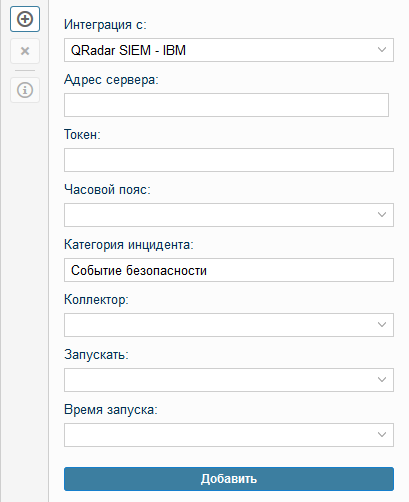 Интеграция с:
QRadar SIEM - IBM
Адрес сервера:
Токен:
Часовой пояс:
Категория инцидента:
Событие безопасности
Коллектор:
Запускать:
Время запуска:
Добавить